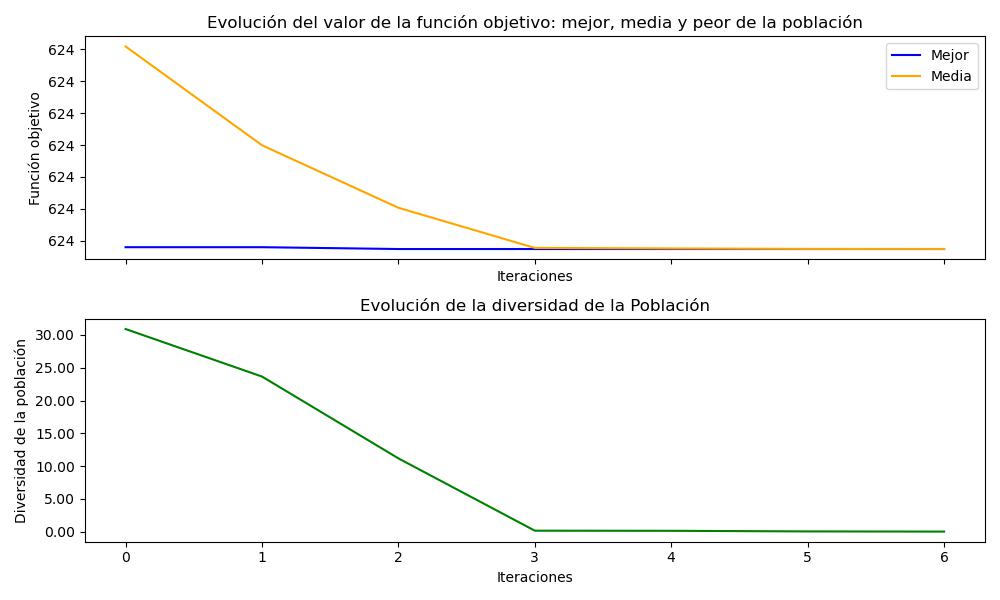 Evolución del valor de la función objetivo: mejor, media y peor de la población
624
624
624
624
624
624
624
Función objetivo
Mejor
Media
Iteraciones
Evolución de la diversidad de la Población
30.00
25.00
20.00
15.00
10.00
5.00
0.00
Diversidad de la población
0 1 2 3 4 5 6
Iteraciones